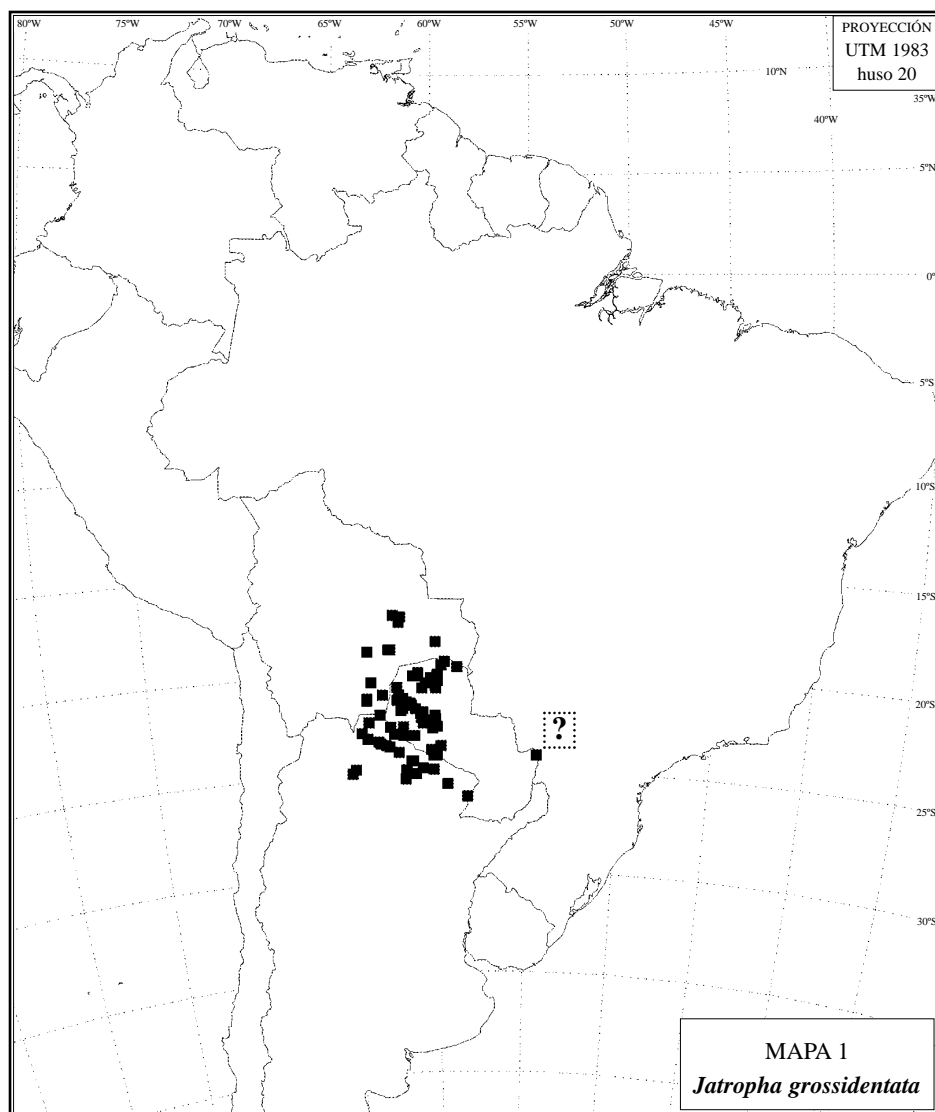 80ºW 75ºW 70ºW 65ºW 60ºW 55ºW 50ºW 45ºW
PROYECCIÓN
UTM 1983
huso 20
10ºN
35ºW
40ºW
5ºN
0º
5ºS
10ºS
15ºS
20ºS
?
25ºS
30ºS
MAPA 1
Jatropha grossidentata